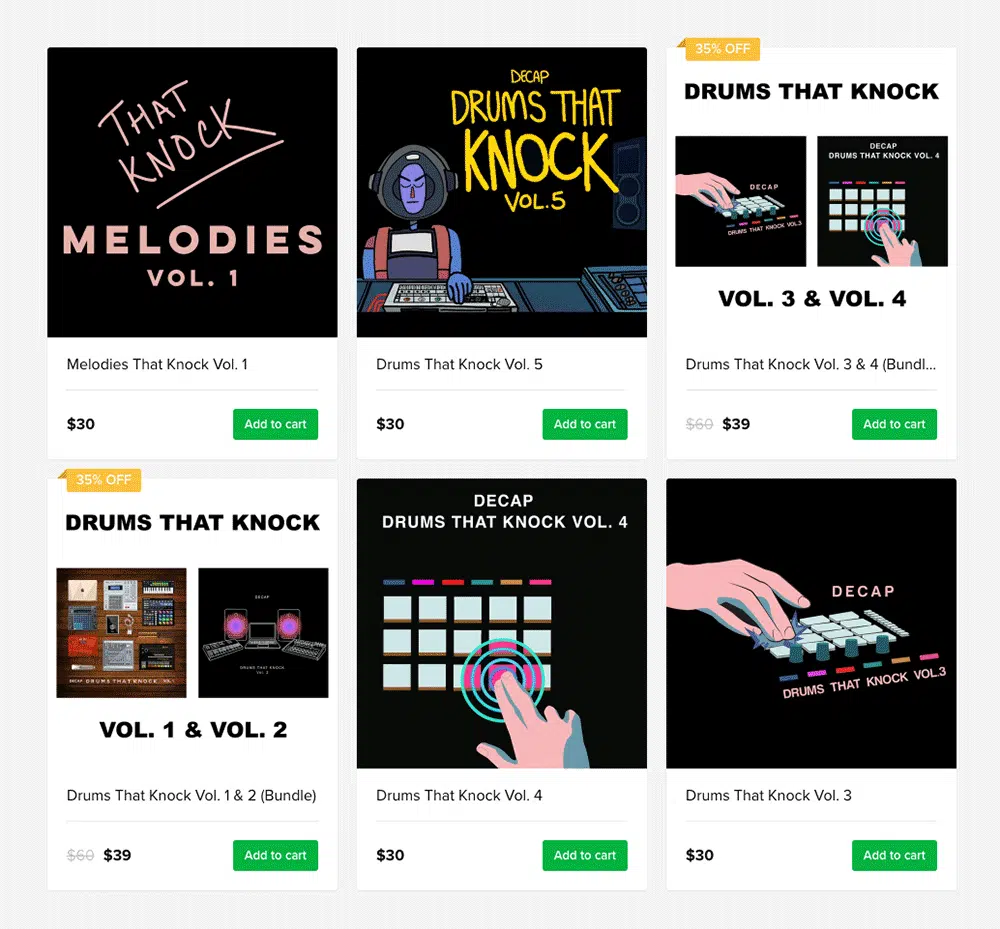 THAT
KNOCK
MELODIES
VOL. 1
Melodies That Knock Vol. 1
$30
Add to cart
DECAP
DRUMS THAT
KNOCK
VOL.5
Drums That Knock Vol. 5
$30
Add to cart
35% OFF
DRUMS THAT KNOCK
DECAP
DRUMS THAT KNOCK VOL.3
DECAP
DRUMS THAT KNOCK VOL. 4
VOL. 3 & VOL. 4
Drums That Knock Vol. 3 & 4 (Bundl...
$60 $39
Add to cart
35% OFF
DRUMS THAT KNOCK
DECAP DRUMS THAT KNOCK VOL.1
DECAP
DRUMS THAT KNOCK
VOL. 2
VOL. 1 & VOL. 2
Drums That Knock Vol. 1 & 2 (Bundle)
$60 $39
Add to cart
DECAP
DRUMS THAT KNOCK VOL. 4
Drums That Knock Vol. 4
$30
Add to cart
DECAP
DRUMS THAT KNOCK VOL.3
Drums That Knock Vol. 3
$30
Add to cart